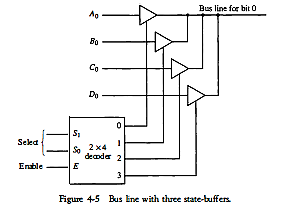 A0
Bus line for bit 0
B0
C0
D0
S1
0
Select
2 × 4
1
S0
decoder
2
Enable
E
3
Figure 4-5 Bus line with three state-buffers.